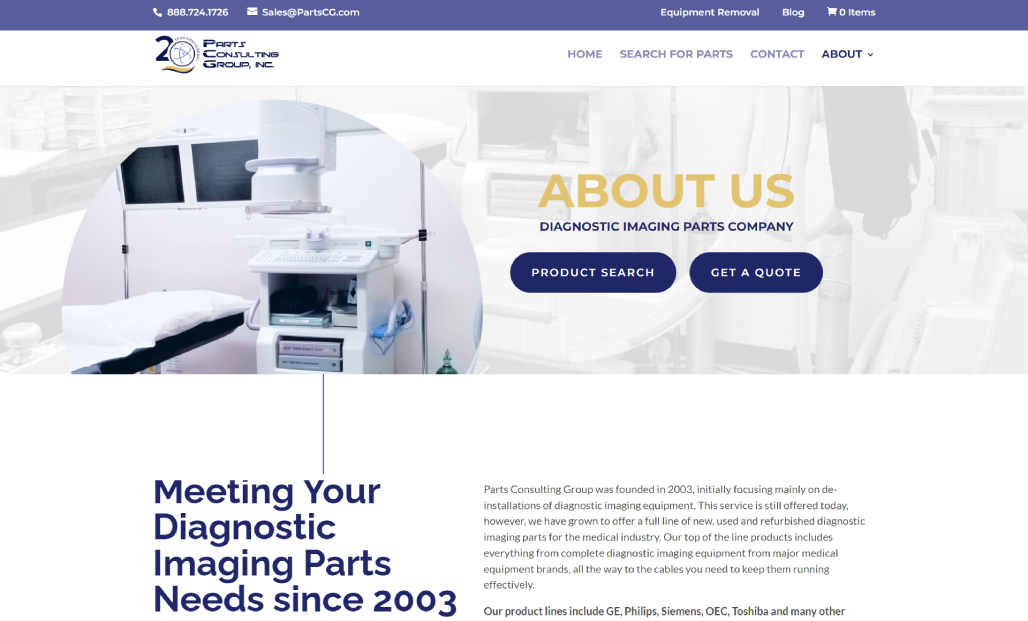 888.724.1726 Sales@PartsCG.com Equipment Removal Blog 0 Items
20 Parts
Consulting
Group, Inc.
HOME SEARCH FOR PARTS CONTACT ABOUT
ABOUT US
DIAGNOSTIC IMAGING PARTS COMPANY
PRODUCT SEARCH GET A QUOTE
Meeting Your
Diagnostic
Imaging Parts
Needs since 2003
Parts Consulting Group was founded in 2003, initially focusing mainly on de-
installations of diagnostic imaging equipment. This service is still offered today,
however, we have grown to offer a full line of new, used and refurbished diagnostic
imaging parts for the medical industry. Our top of the line products includes
everything from complete diagnostic imaging equipment from major medical
equipment brands, all the way to the cables you need to keep them running
effectively.
Our product lines include GE, Philips, Siemens, OEC, Toshiba and many other